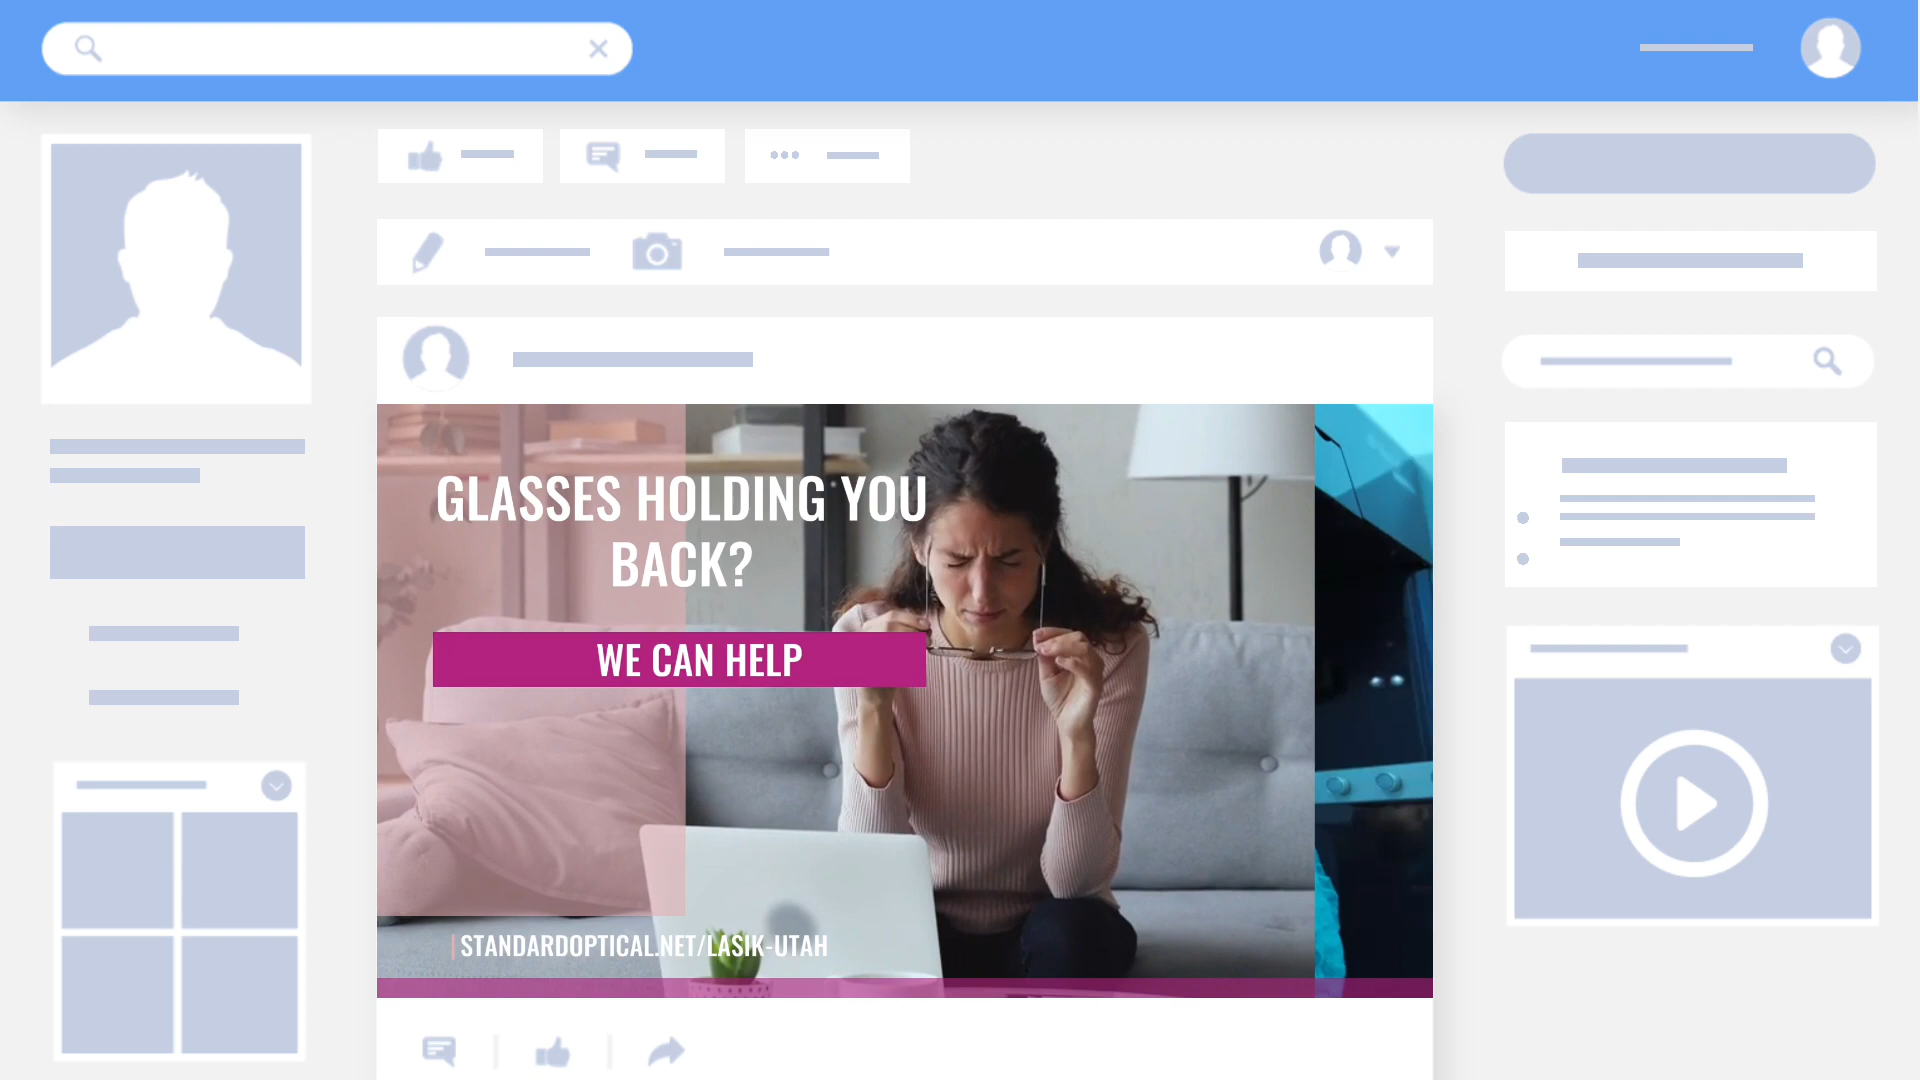 GLASSES HOLDING YOU
BACK?
WE CAN HELP
STANDARDOPTICAL.NET/LASIK-UTAH